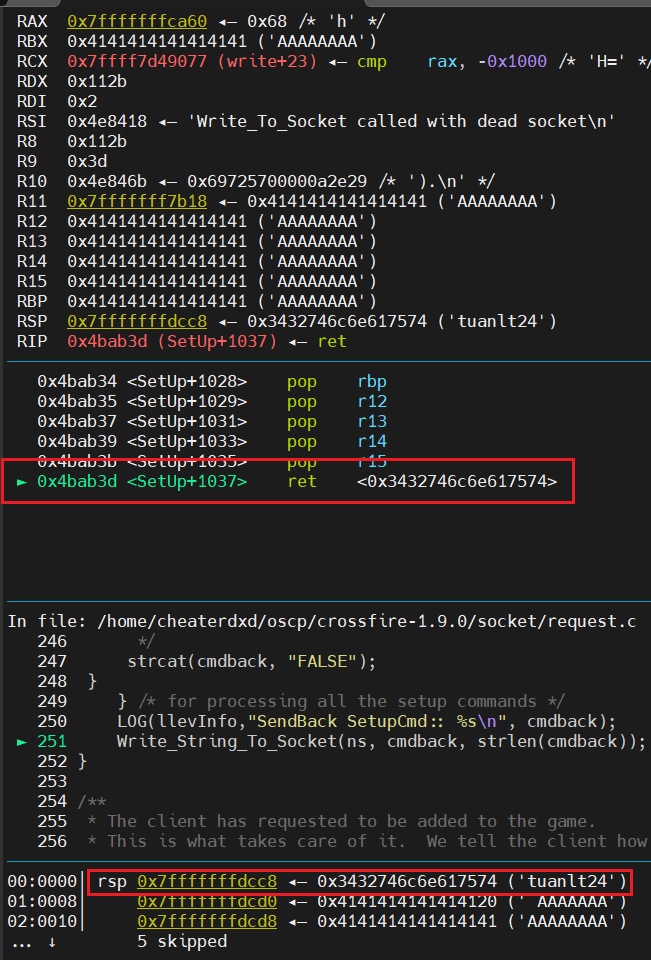 RAX  0x7fffffffca60 ◂— 0x68 /* 'h' */
RBX  0x4141414141414141 ('AAAAAAAA')
RCX  0x7ffff7d49077 (write+23) ◂— cmp    rax, -0x1000 /* 'H=' */
RDX  0x112b
RDI  0x2
RSI  0x4e8418 ◂— 'Write_To_Socket called with dead socket\n'
R8   0x112b
R9   0x3d
R10  0x4e846b ◂— 0x69725700000a2e29 /* ').\n' */
R11  0x7fffffff7b18 ◂— 0x4141414141414141 ('AAAAAAAA')
R12  0x4141414141414141 ('AAAAAAAA')
R13  0x4141414141414141 ('AAAAAAAA')
R14  0x4141414141414141 ('AAAAAAAA')
R15  0x4141414141414141 ('AAAAAAAA')
RBP  0x4141414141414141 ('AAAAAAAA')
RSP  0x7fffffffdcc8 ◂— 0x3432746c6e617574 ('tuanlt24')
RIP  0x4bab3d (SetUp+1037) ◂— ret
0x4bab34 <SetUp+1028>    pop    rbp
0x4bab35 <SetUp+1029>    pop    r12
0x4bab37 <SetUp+1031>    pop    r13
0x4bab39 <SetUp+1033>    pop    r14
0x4bab3b <SetUp+1035>    pop    r15
► 0x4bab3d <SetUp+1037>    ret    <0x3432746c6e617574>
In file: /home/cheaterdxd/oscp/crossfire-1.9.0/socket/request.c
246        */
247       strcat(cmdback, "FALSE");
248  }
249     } /* for processing all the setup commands */
250     LOG(llevInfo,"SendBack SetupCmd:: %s\n", cmdback);
► 251     Write_String_To_Socket(ns, cmdback, strlen(cmdback));
252 }
253
254 /**
255  * The client has requested to be added to the game.
256  * This is what takes care of it.  We tell the client how
00:0000│ rsp 0x7fffffffdcc8 ◂— 0x3432746c6e617574 ('tuanlt24')
01:0008│     0x7fffffffdcd0 ◂— 0x4141414141414120 (' AAAAAAA')
02:0010│     0x7fffffffdcd8 ◂— 0x4141414141414141 ('AAAAAAAA')
... ↓        5 skipped